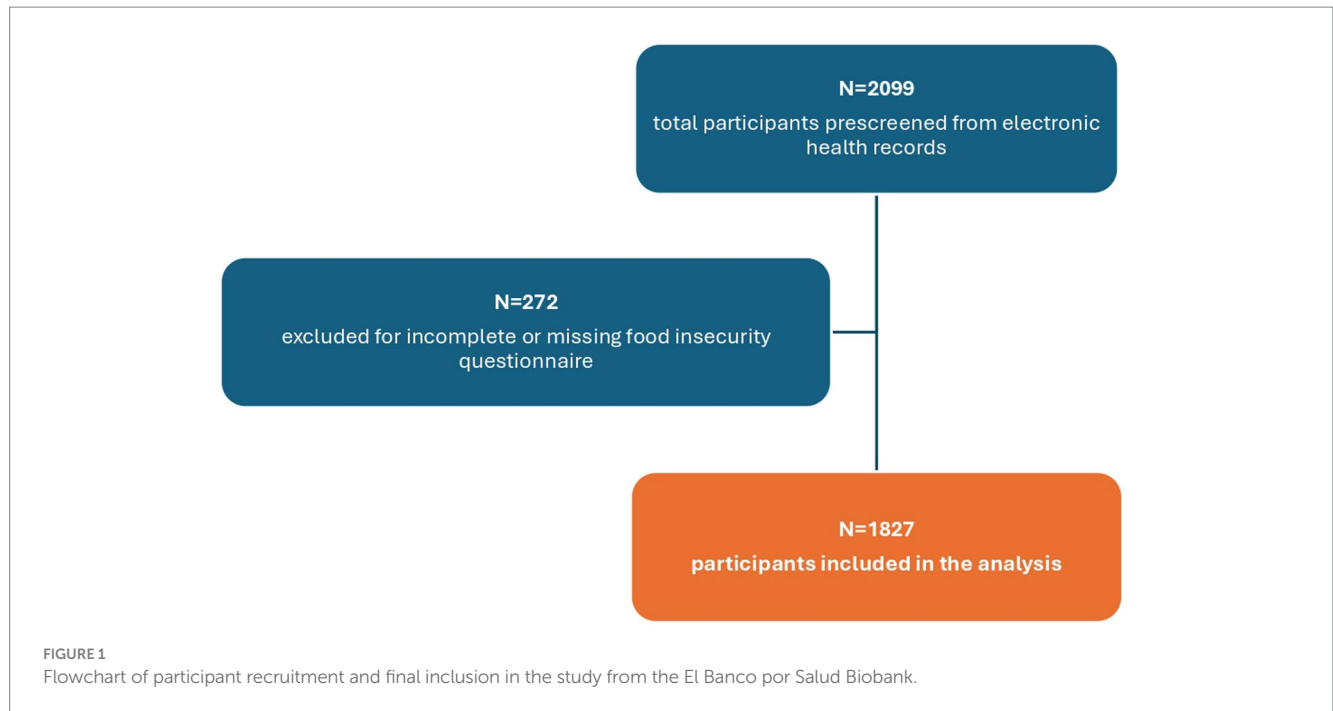 N=2099
total participants prescreened from electronic
health records
N=272
excluded for incomplete or missing food insecurity
questionnaire
N=1827
participants included in the analysis
FIGURE 1
Flowchart of participant recruitment and final inclusion in the study from the El Banco por Salud Biobank.